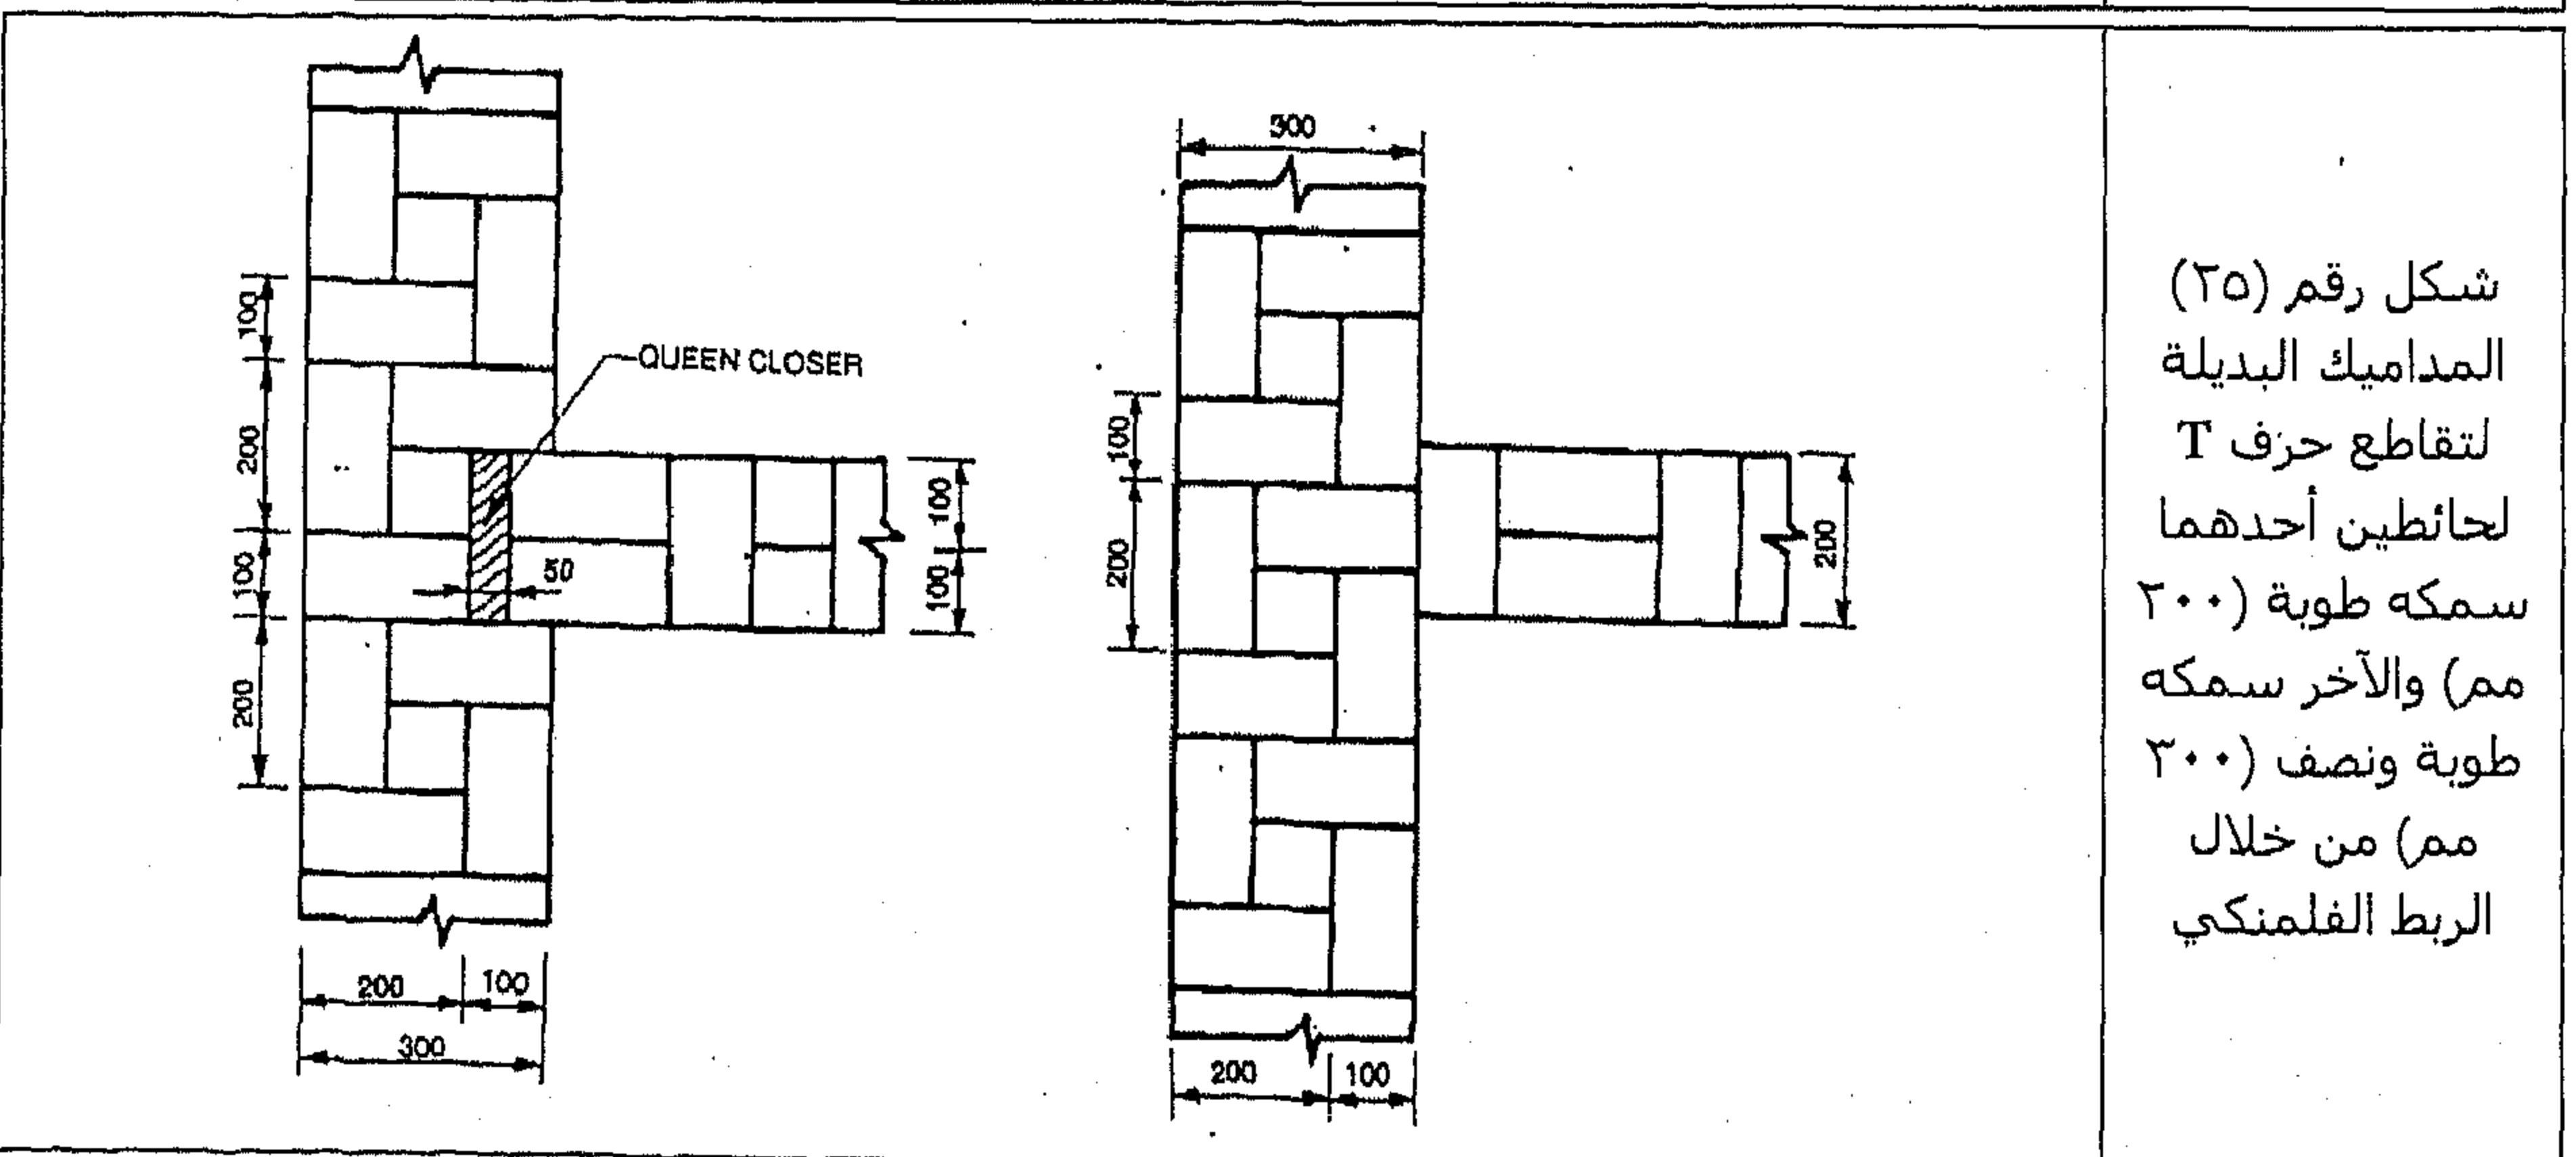 شكل رقم (٢٥)
المداميك البديلة
لتقاطع حرف T
لحائطين أحدهما
سمكه طوبة (٢٠٠
مم) والآخر سمكه
طوبة ونصف (٣٠٠
مم) من خلال
الربط الفلمنكي
QUEEN CLOSER
100
200
100
200
50
100
100
200
100
300
300
100
200
200
200
100